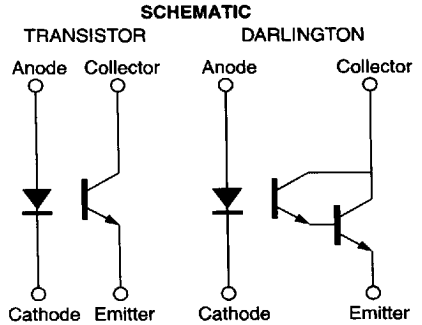 SCHEMATIC
TRANSISTOR DARLINGTON
Anode Collector Anode Collector
Cathode Emitter Cathode Emitter